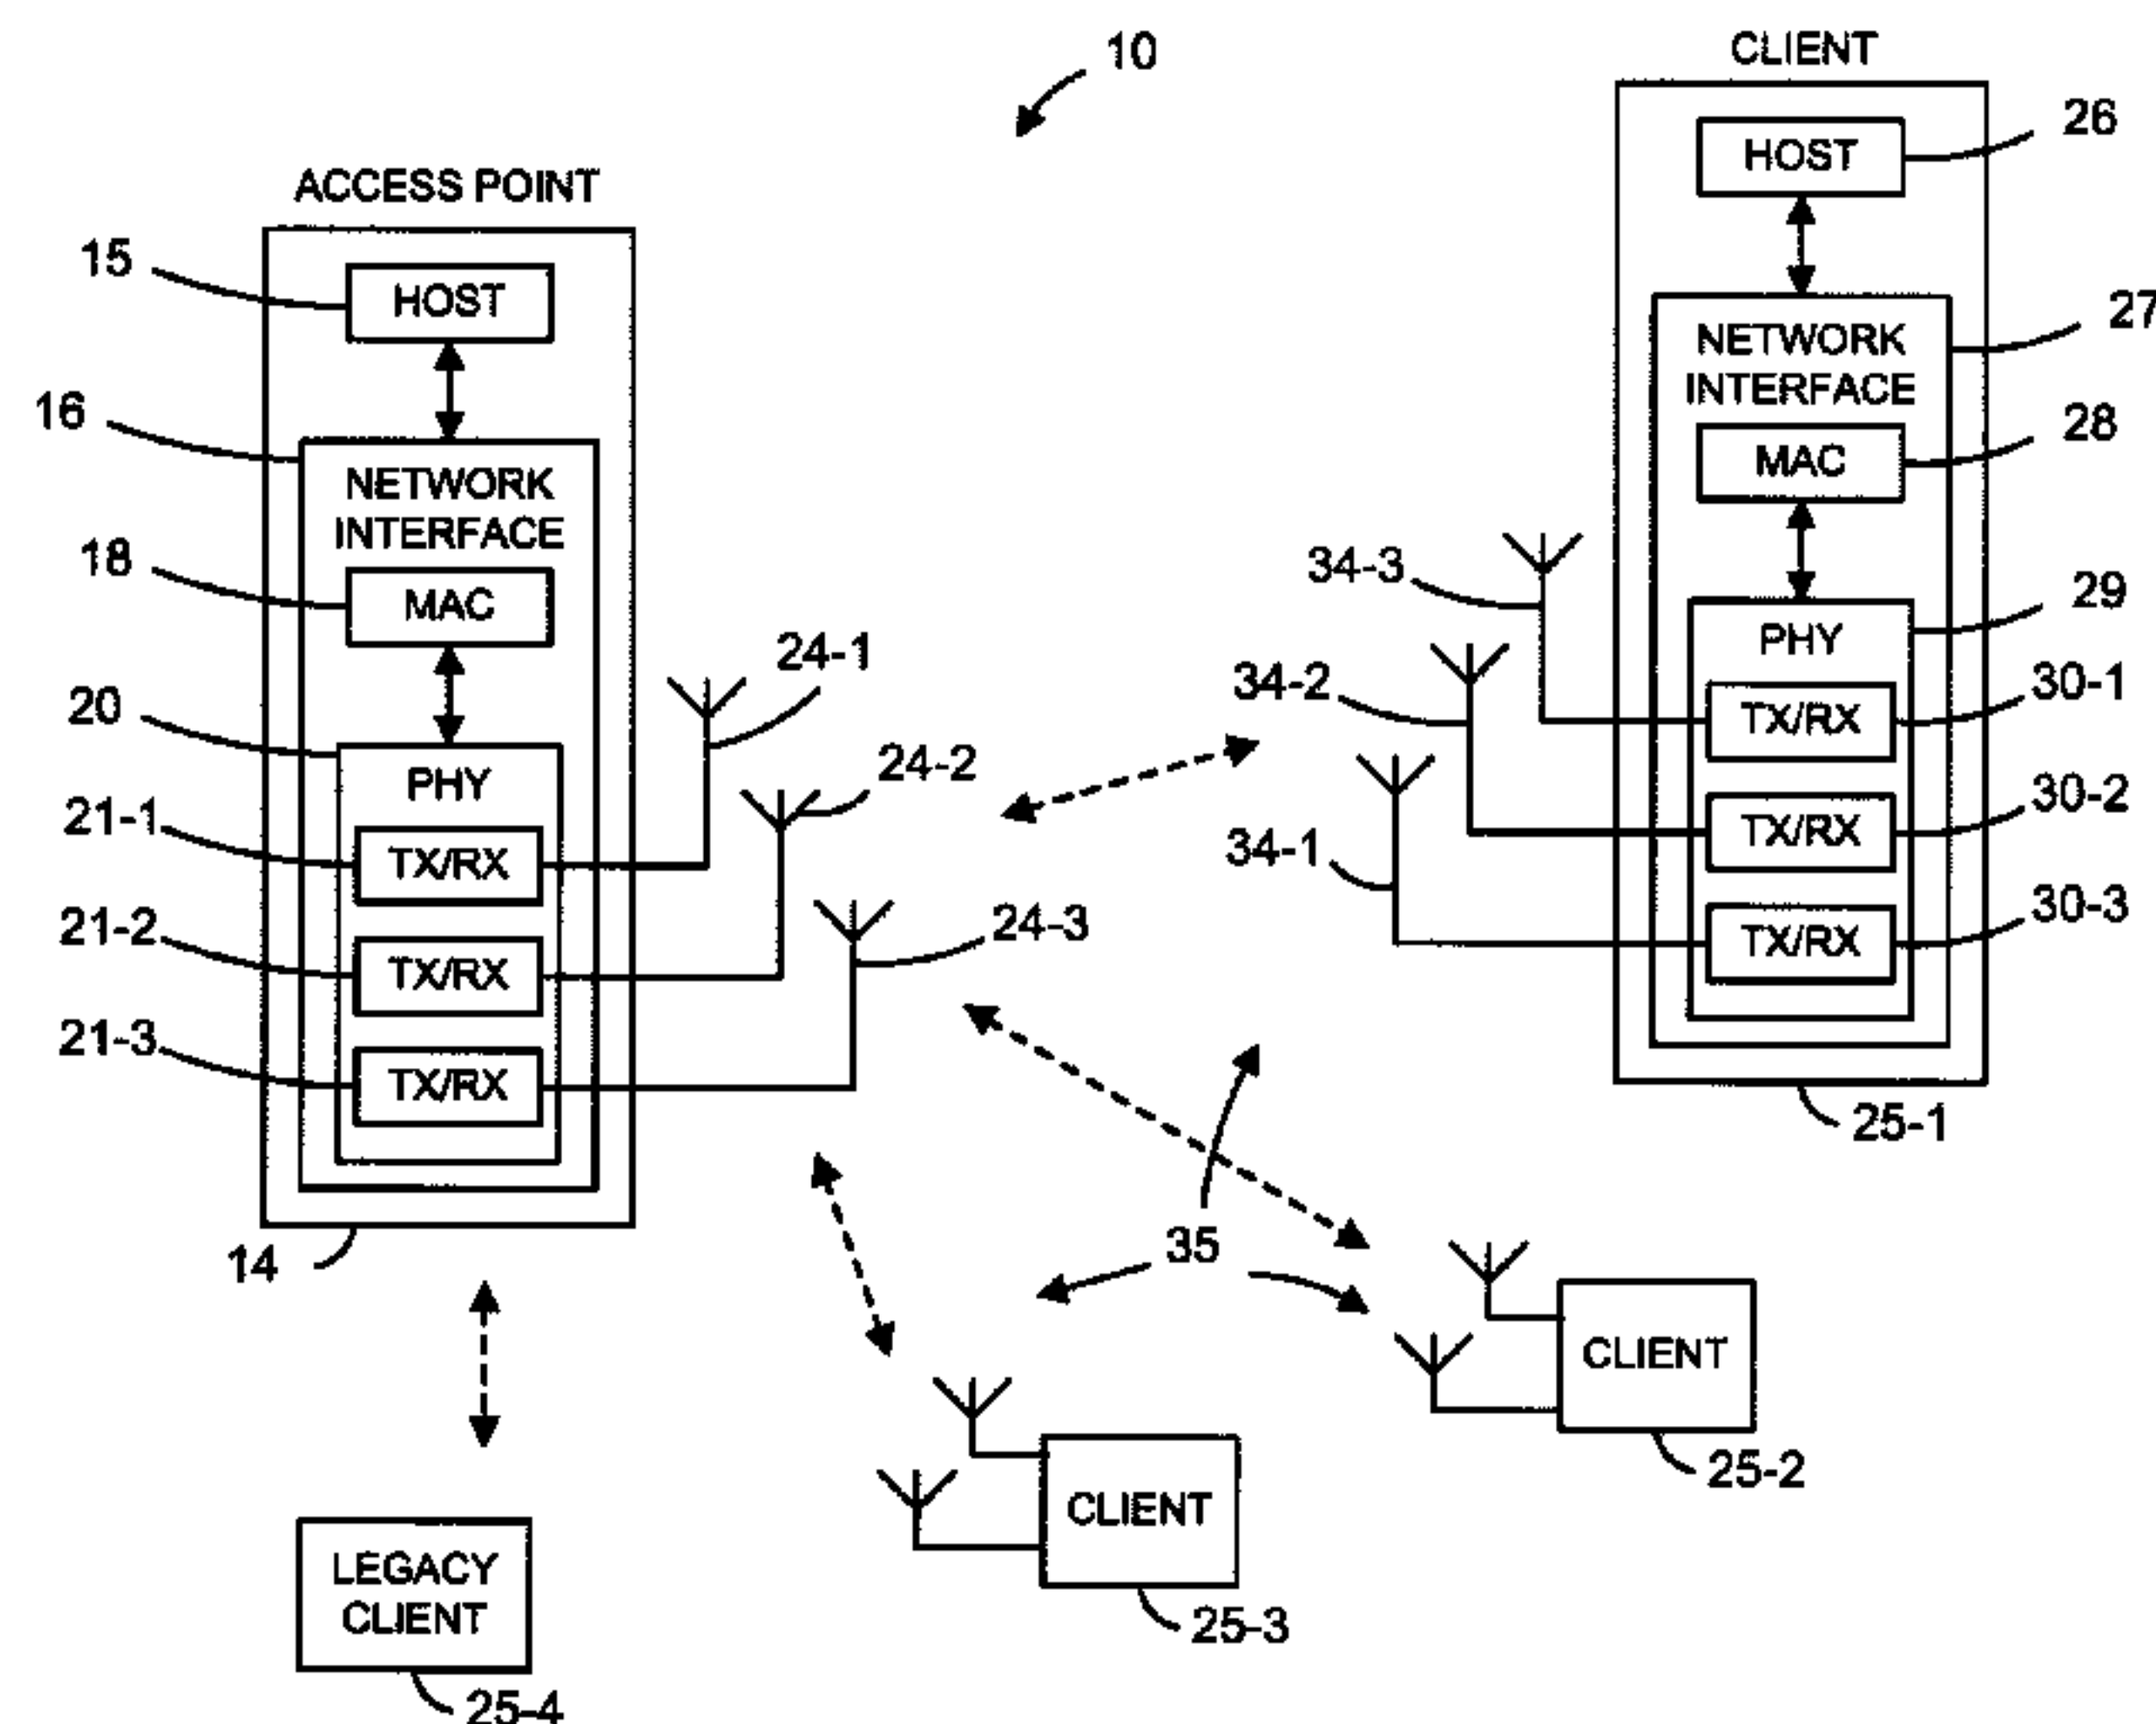 10
CLIENT
HOST
26
NETWORK
INTERFACE
27
MAC
28
PHY
29
TX/RX
30-1
TX/RX
30-2
TX/RX
30-3
25-1
34-3
34-2
34-1
ACCESS POINT
15
HOST
16
NETWORK
INTERFACE
18
MAC
20
PHY
21-1
TX/RX
21-2
TX/RX
21-3
TX/RX
14
24-1
24-2
24-3
35
CLIENT
25-2
CLIENT
25-3
LEGACY
CLIENT
25-4